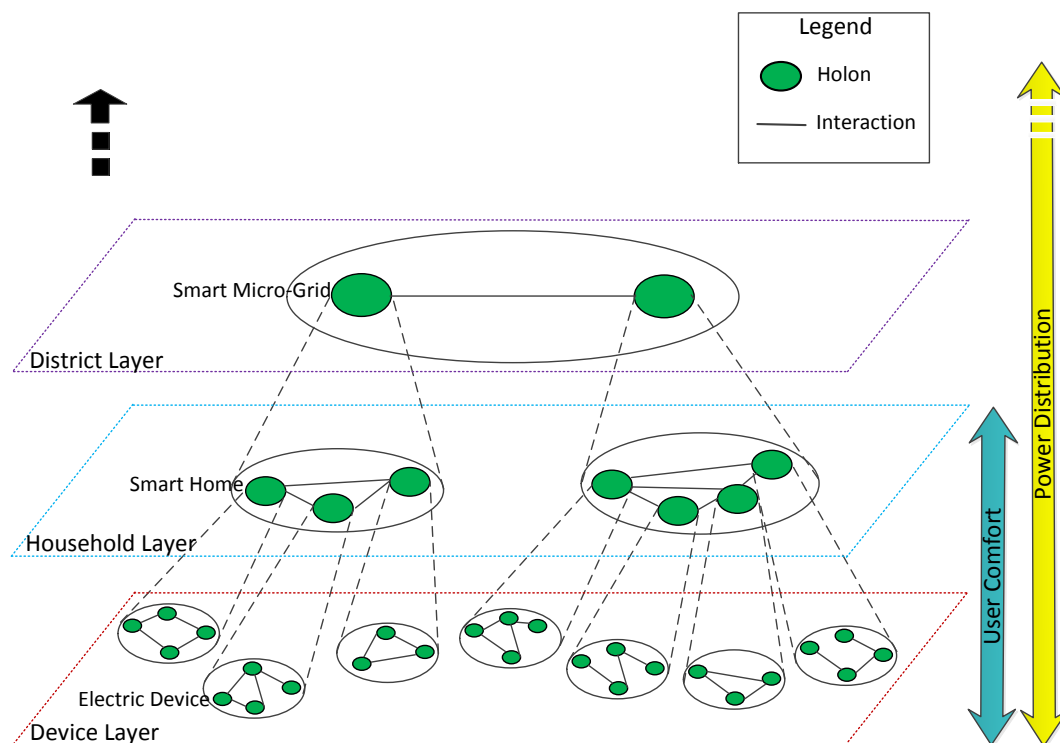 Legend
Holon
Interaction
Smart Micro-Grid
District Layer
Smart Home
Household Layer
Electric Device
Device Layer
User Comfort
Power Distribution